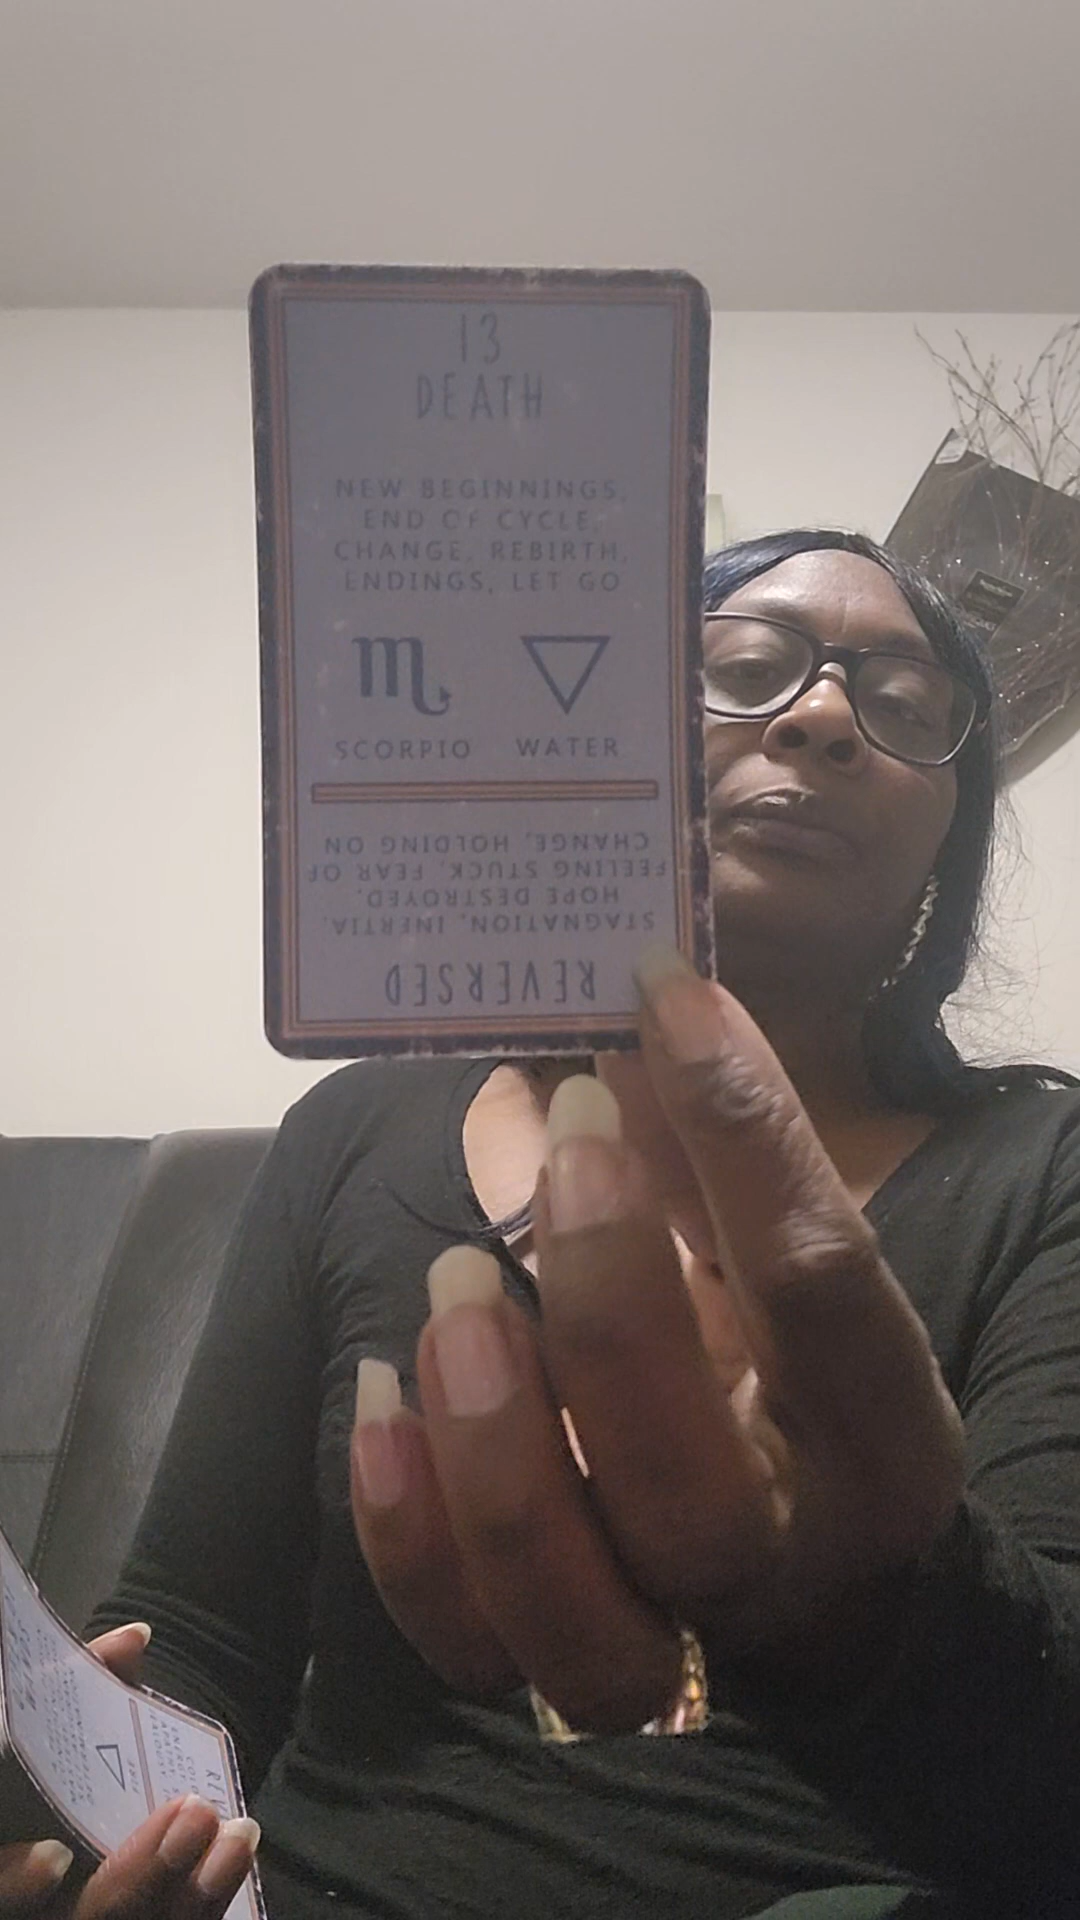 13
DEATH
NEW BEGINNINGS,
END OF CYCLE,
CHANGE, REBIRTH,
ENDINGS, LET GO
SCORPIO WATER
REVERSED
STAGNATION, INERTIA,
HOPE DESTROYED,
FEELING STUCK, FEAR OF
CHANGE, HOLDING ON